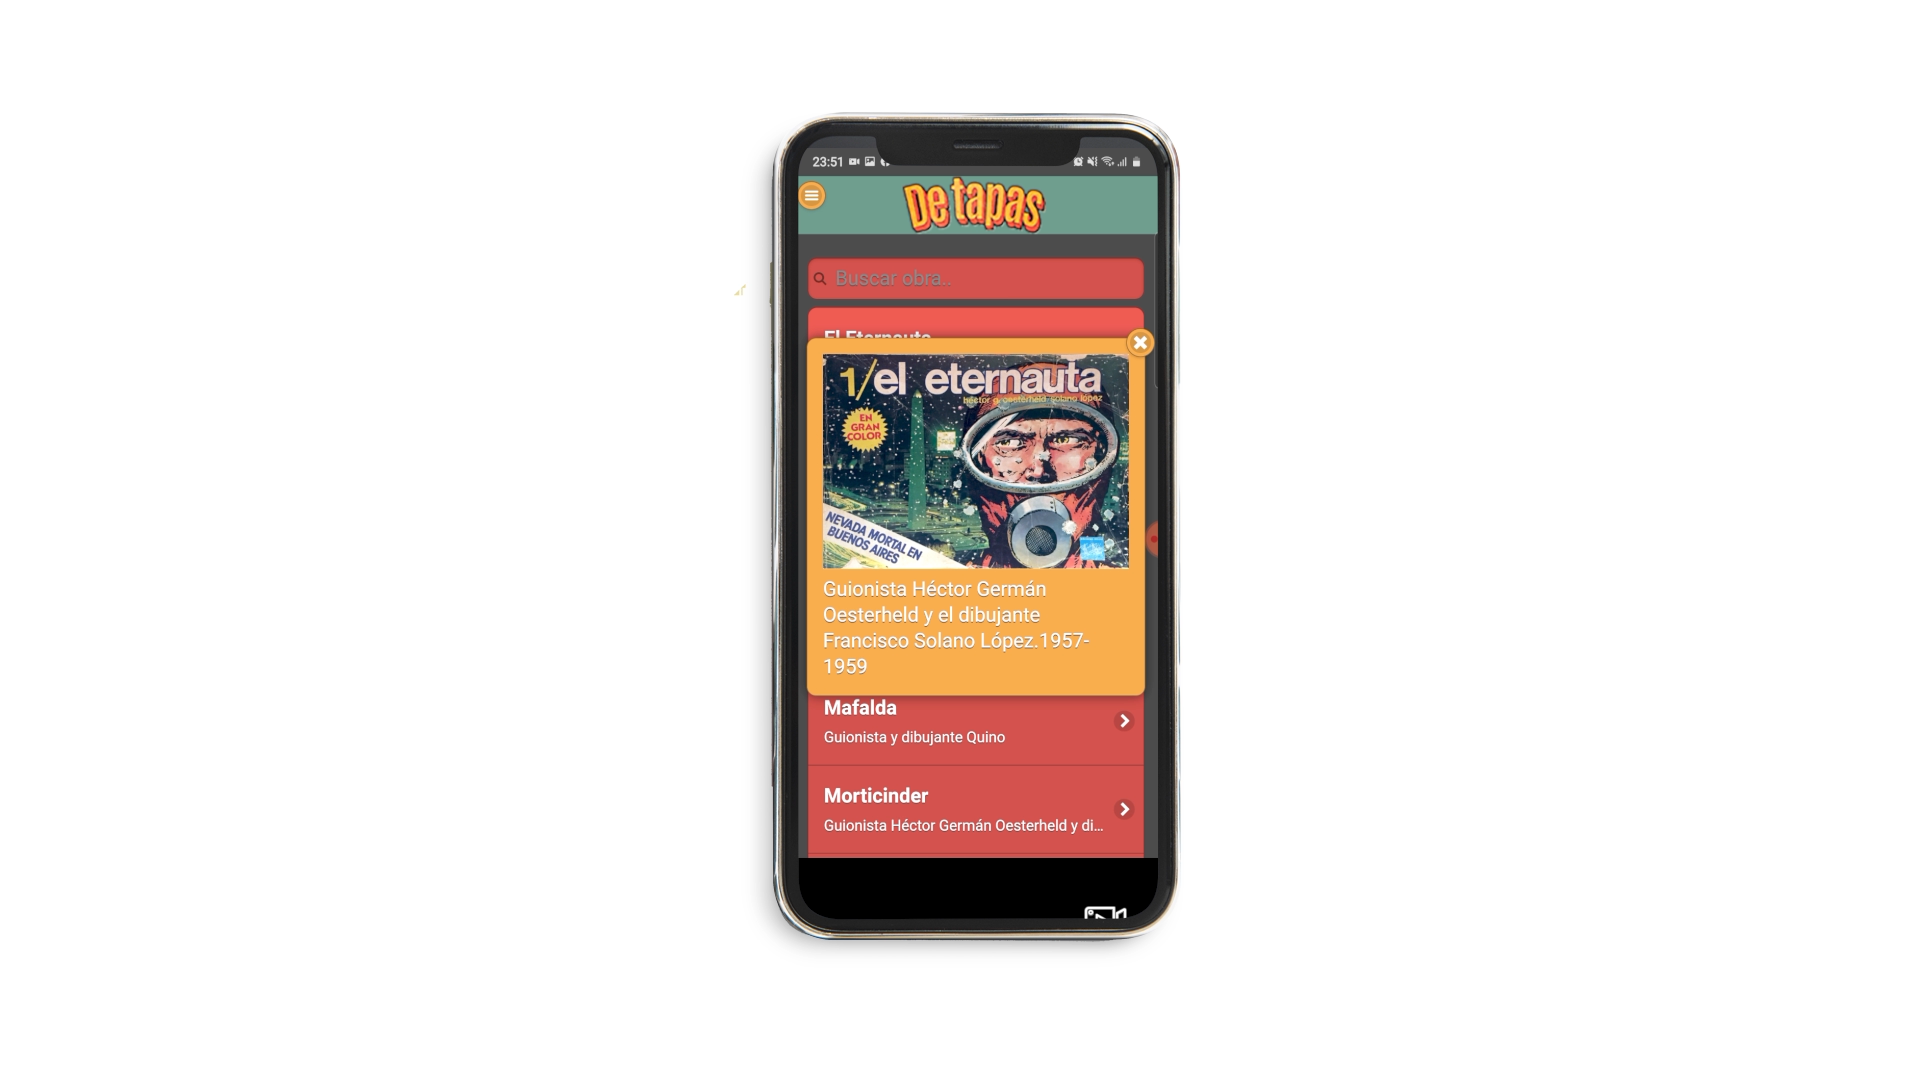 23:51
De tapas
Buscar obra..
El Eternauta
1/el eternauta
héctor g. oesterheld solano lópez
EN
GRAN
COLOR
NEVADA MORTAL EN
BUENOS AIRES
Guionista Héctor Germán
Oesterheld y el dibujante
Francisco Solano López.1957-
1959
Mafalda
Guionista y dibujante Quino
Morticinder
Guionista Héctor Germán Oesterheld y di...